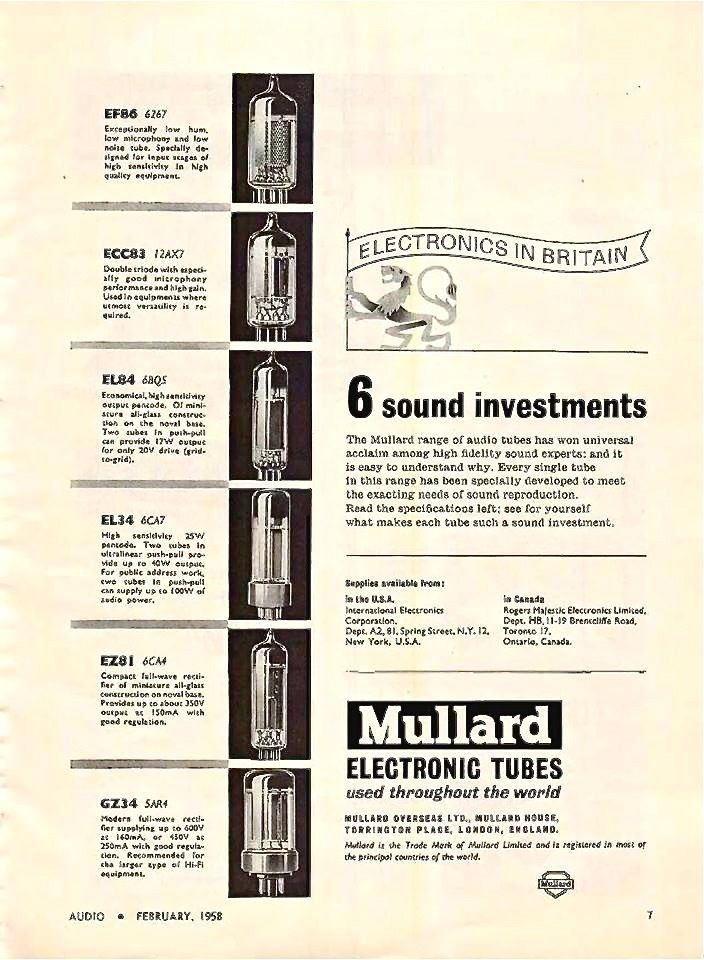 EF86 6267
Exceptionally low hum,
low microphony and low
noise tube. Specially de-
signed for input stages of
high sensitivity in high
quality equipment.
ECC83 12AX7
Double triode with especi-
ally good microphony
performance and high gain.
Used in equipments where
utmost versatility is re-
quired.
EL84 6BQ5
Economical, high sensitivity
output pentode. Of mini-
ature all-glass construc-
tion on the noval base.
Two tubes in push-pull
can provide 17W output
for only 20V drive (grid-
to-grid).
EL34 6CA7
High sensitivity 25W
pentode. Two tubes in
ultralinear push-pull pro-
vide up to 40W output.
For public address work,
two tubes in push-pull
can supply up to 100W of
audio power.
EZ81 6CA4
Compact full-wave recti-
fier of miniature all-glass
construction on noval base.
Provides up to about 350V
output at 150mA with
good regulation.
GZ34 5AR4
Modern full-wave recti-
fier supplying up to 600V
at 160mA, or 450V at
250mA with good regula-
tion. Recommended for
the larger type of Hi-Fi
equipment.
ELECTRONICS IN BRITAIN
6 sound investments
The Mullard range of audio tubes has won universal
acclaim among high fidelity sound experts: and it
is easy to understand why. Every single tube
in this range has been specially developed to meet
the exacting needs of sound reproduction.
Read the specifications left; see for yourself
what makes each tube such a sound investment.
Supplies available from:
in the U.S.A.
International Electronics
Corporation,
Dept. A2, 81, Spring Street, N.Y. 12,
New York, U.S.A.
in Canada
Rogers Majestic Electronics Limited,
Dept. HB, 11-19 Brentcliffe Road,
Toronto 17,
Ontario, Canada.
Mullard
ELECTRONIC TUBES
used throughout the world
MULLARD OVERSEAS LTD., MULLARD HOUSE,
TORRINGTON PLACE, LONDON, ENGLAND.
Mullard is the Trade Mark of Mullard Limited and is registered in most of
the principal countries of the world.
Mullard
AUDIO • FEBRUARY, 1958
7